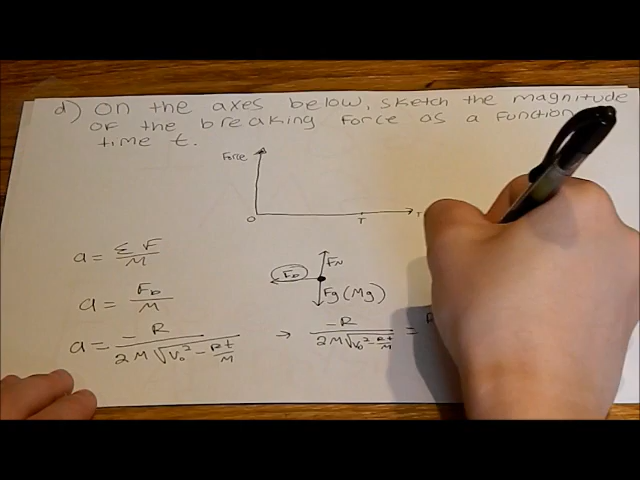 d) On the axes below, sketch the magnitude
of the breaking force as a function
time t.
Force
0 T
a = ΣF/M
a = Fb/M
FN
Fb
Fg (Mg)
a = -R/(2M√(V₀² - Rt/M)) → -R/(2M√(V₀² - Rt/M)) =